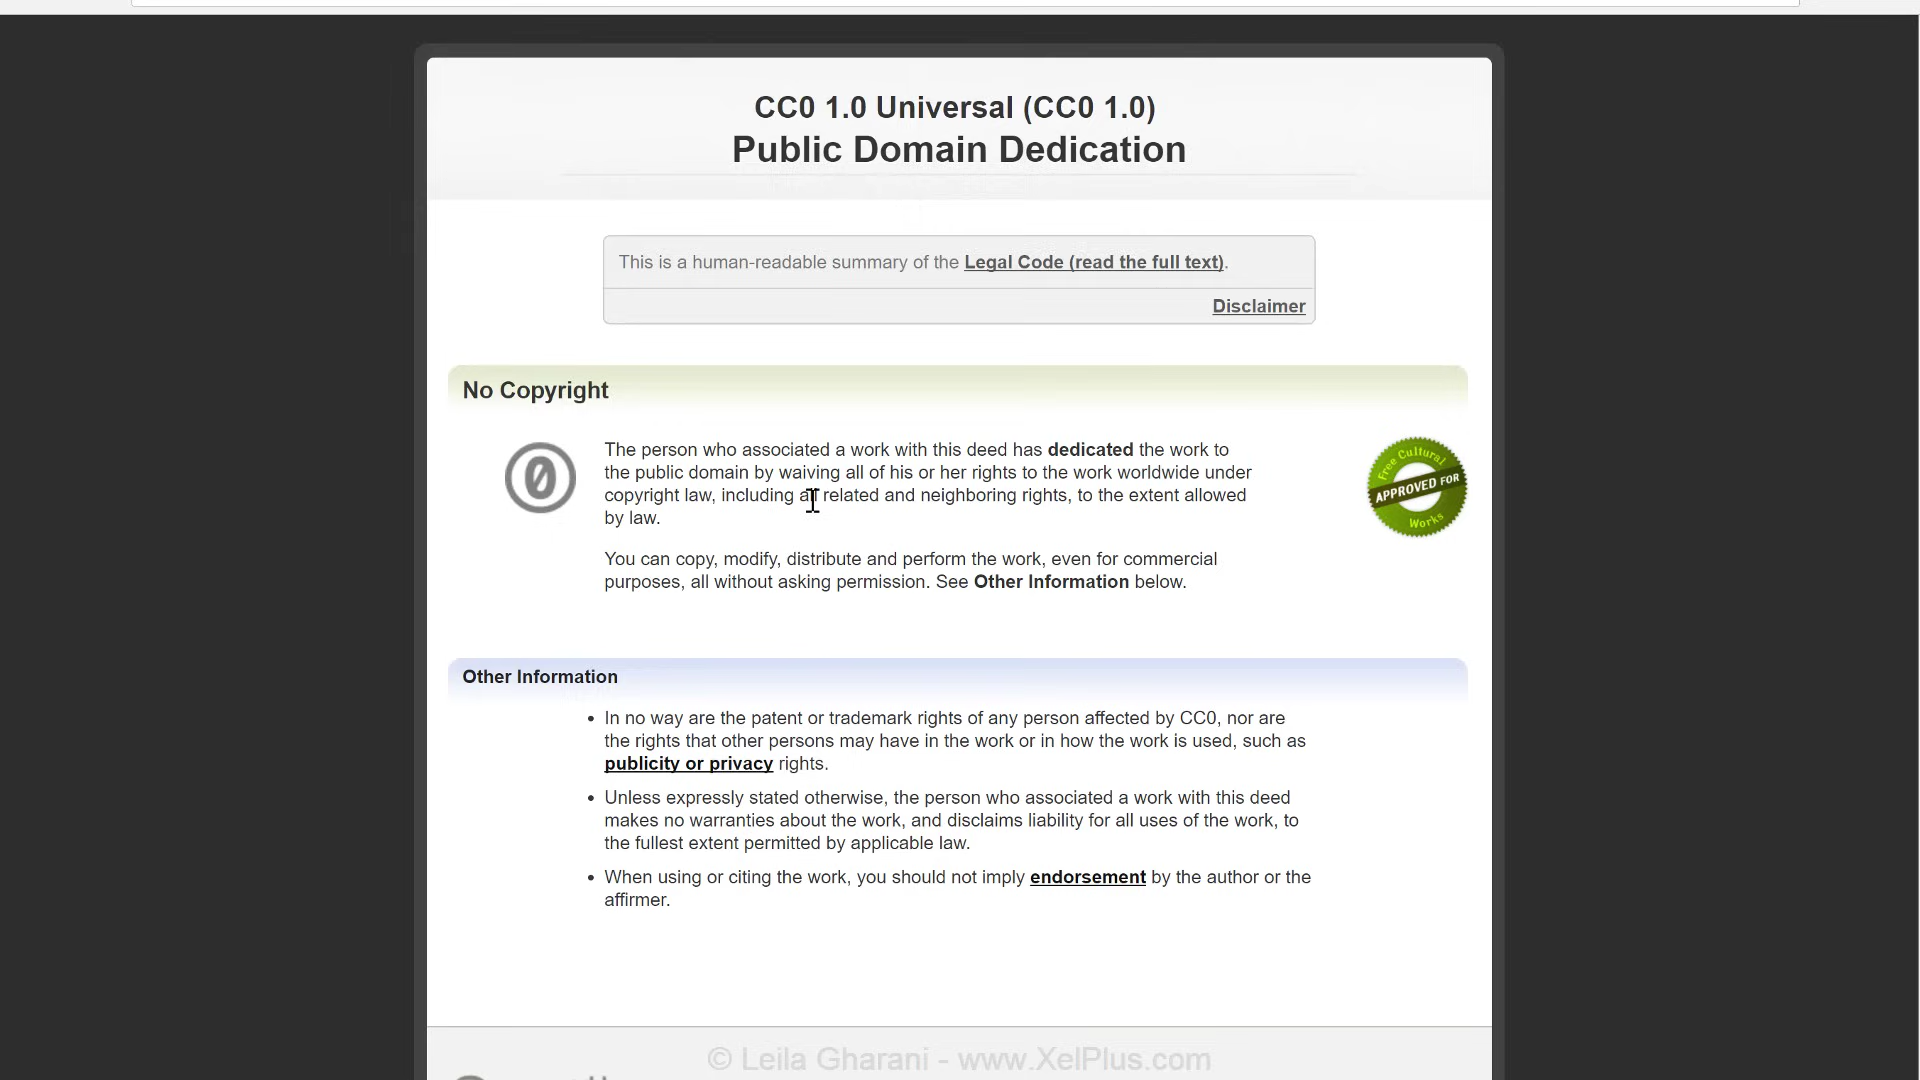 CC0 1.0 Universal (CC0 1.0)
Public Domain Dedication
This is a human-readable summary of the Legal Code (read the full text).
Disclaimer
No Copyright
The person who associated a work with this deed has dedicated the work to
the public domain by waiving all of his or her rights to the work worldwide under
copyright law, including all related and neighboring rights, to the extent allowed
by law.
Free Cultural
APPROVED FOR
Works
You can copy, modify, distribute and perform the work, even for commercial
purposes, all without asking permission. See Other Information below.
Other Information
• In no way are the patent or trademark rights of any person affected by CC0, nor are
the rights that other persons may have in the work or in how the work is used, such as
publicity or privacy rights.
• Unless expressly stated otherwise, the person who associated a work with this deed
makes no warranties about the work, and disclaims liability for all uses of the work, to
the fullest extent permitted by applicable law.
• When using or citing the work, you should not imply endorsement by the author or the
affirmer.
© Leila Gharani - www.XelPlus.com